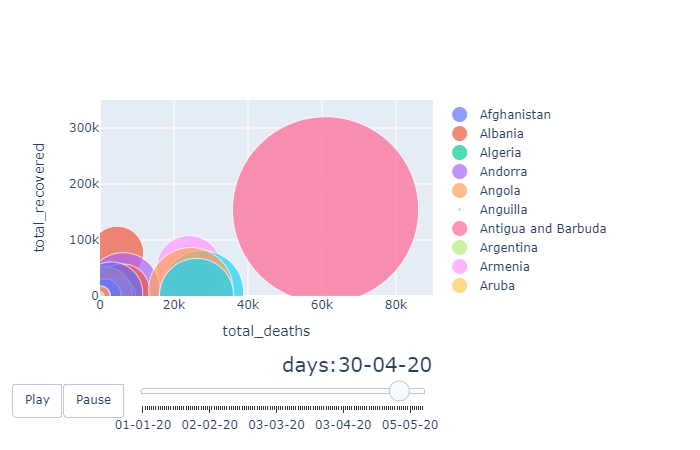 300k
200k
100k
0
total_recovered
0 20k 40k 60k 80k
total_deaths
Afghanistan
Albania
Algeria
Andorra
Angola
Anguilla
Antigua and Barbuda
Argentina
Armenia
Aruba
days:30-04-20
Play Pause
01-01-20 02-02-20 03-03-20 03-04-20 05-05-20